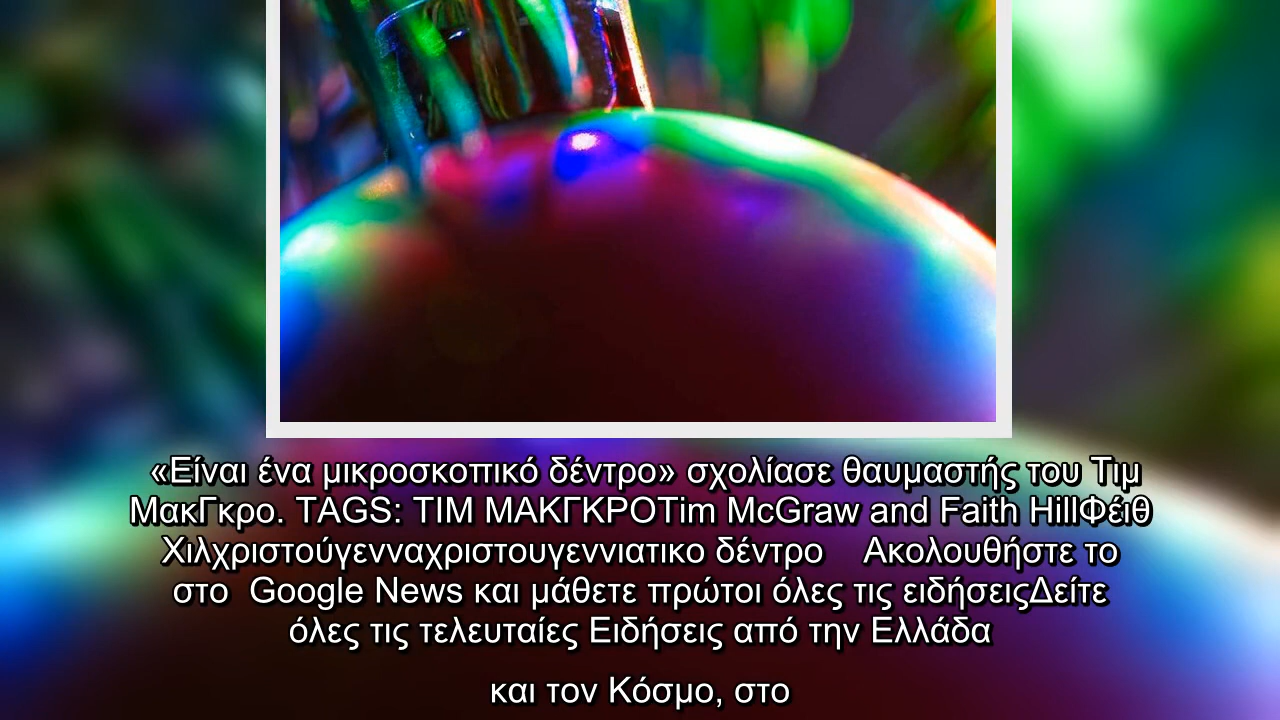 «Είναι ένα μικροσκοπικό δέντρο» σχολίασε θαυμαστής του Τιμ
ΜακΓκρο. TAGS: ΤΙΜ ΜΑΚΓΚΡΟTim McGraw and Faith HillΦέιθ
Χιλχριστούγενναχριστουγεννιατικο δέντρο    Ακολουθήστε το
στο  Google News και μάθετε πρώτοι όλες τις ειδήσειςΔείτε
όλες τις τελευταίες Ειδήσεις από την Ελλάδα
και τον Κόσμο, στο